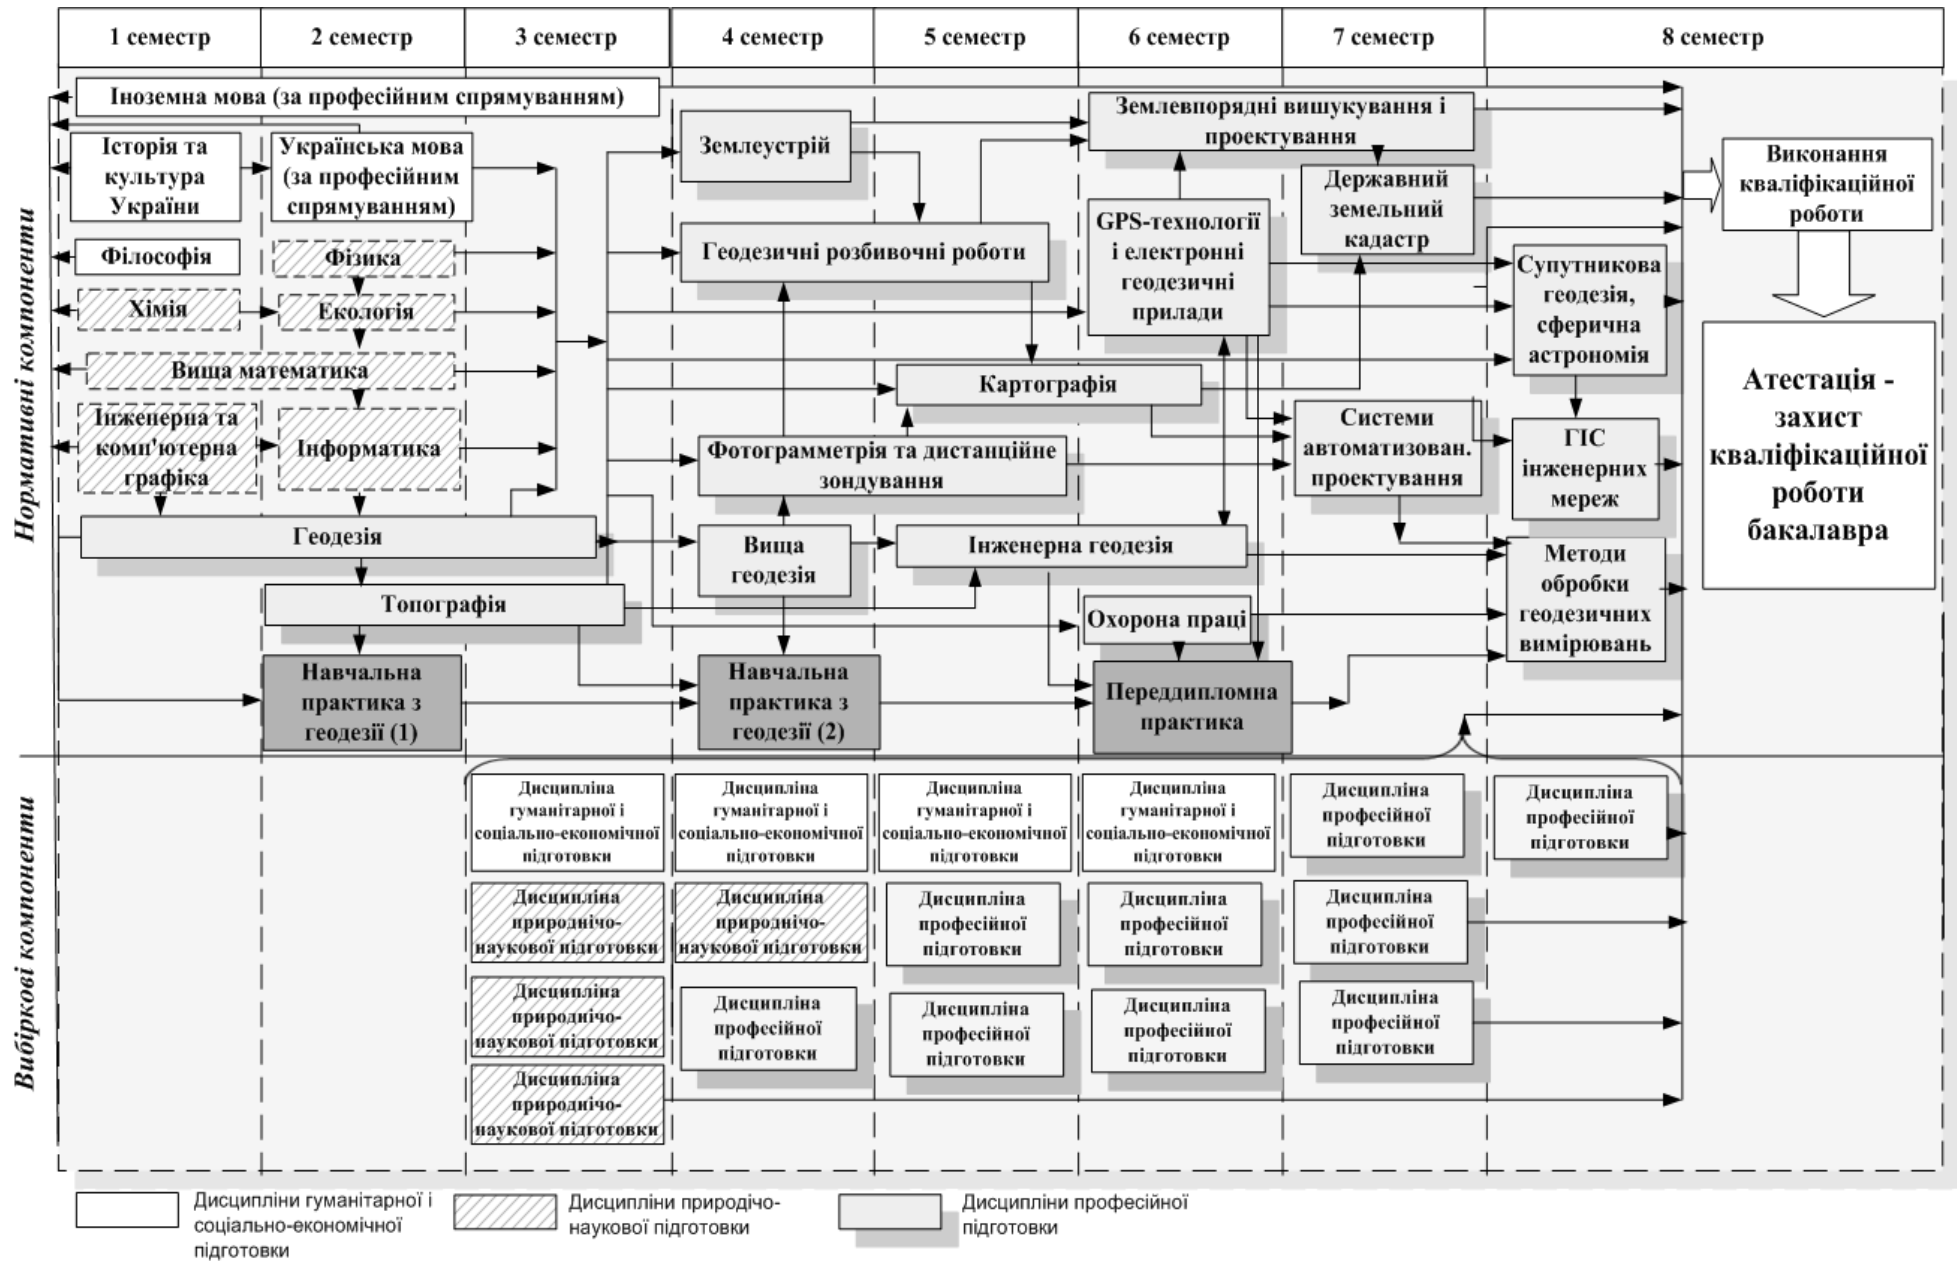 1 семестр
2 семестр
3 семестр
4 семестр
5 семестр
6 семестр
7 семестр
8 семестр
Нормативні компоненти
Іноземна мова (за професійним спрямуванням)
Історія та
культура
України
Українська мова
(за професійним
спрямуванням)
Філософія
Фізика
Хімія
Екологія
Вища математика
Інженерна та
комп'ютерна
графіка
Інформатика
Геодезія
Топографія
Навчальна
практика з
геодезії (1)
Землеустрій
Геодезичні розбивочні роботи
Фотограмметрія та дистанційне
зондування
Вища
геодезія
Навчальна
практика з
геодезії (2)
Картографія
Інженерна геодезія
Землевпорядні вишукування і
проектування
GPS-технології
і електронні
геодезичні
прилади
Охорона праці
Переддипломна
практика
Державний
земельний
кадастр
Системи
автоматизован.
проектування
Супутникова
геодезія,
сферична
астрономія
ГІС
інженерних
мереж
Методи
обробки
геодезичних
вимірювань
Виконання
кваліфікаційної
роботи
Атестація -
захист
кваліфікаційної
роботи
бакалавра
Вибіркові компоненти
Дисципліна
гуманітарної і
соціально-економічної
підготовки
Дисципліна
гуманітарної і
соціально-економічної
підготовки
Дисципліна
гуманітарної і
соціально-економічної
підготовки
Дисципліна
гуманітарної і
соціально-економічної
підготовки
Дисципліна
професійної
підготовки
Дисципліна
професійної
підготовки
Дисципліна
природнічо-
наукової підготовки
Дисципліна
природнічо-
наукової підготовки
Дисципліна
професійної
підготовки
Дисципліна
професійної
підготовки
Дисципліна
професійної
підготовки
Дисципліна
природнічо-
наукової підготовки
Дисципліна
професійної
підготовки
Дисципліна
професійної
підготовки
Дисципліна
професійної
підготовки
Дисципліна
професійної
підготовки
Дисципліна
природнічо-
наукової підготовки
Дисципліни гуманітарної і
соціально-економічної
підготовки
Дисципліни природічо-
наукової підготовки
Дисципліни професійної
підготовки